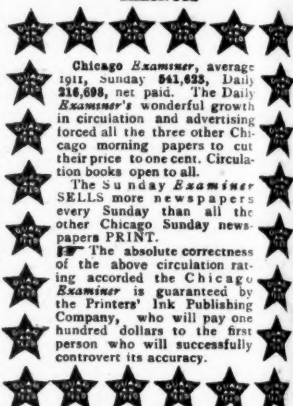 Chicago Examiner, average
1911, Sunday 541,623, Daily
216,698, net paid. The Daily
Examiner's wonderful growth
in circulation and advertising
forced all the three other Chi-
cago morning papers to cut
their price to one cent. Circula-
tion books open to all.
The Sunday Examiner
SELLS more newspapers
every Sunday than all the
other Chicago Sunday news-
papers PRINT.
☛ The absolute correctness
of the above circulation rat-
ing accorded the Chicago
Examiner is guaranteed by
the Printers' Ink Publishing
Company, who will pay one
hundred dollars to the first
person who will successfully
controvert its accuracy.